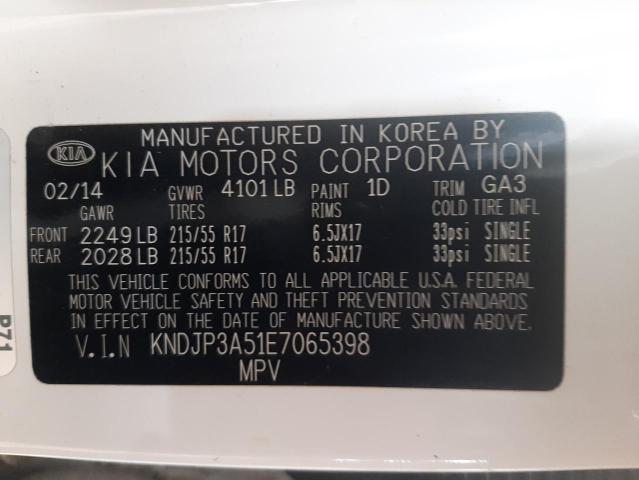 MANUFACTURED IN KOREA BY
KIA KIA MOTORS CORPORATION
02/14 GVWR 4101 LB PAINT 1D TRIM GA3
GAWR TIRES RIMS COLD TIRE INFL
FRONT 2249 LB 215/55 R17 6.5JX17 33psi SINGLE
REAR 2028 LB 215/55 R17 6.5JX17 33psi SINGLE
THIS VEHICLE CONFORMS TO ALL APPLICABLE U.S.A. FEDERAL
MOTOR VEHICLE SAFETY AND THEFT PREVENTION STANDARDS
IN EFFECT ON THE DATE OF MANUFACTURE SHOWN ABOVE.
V.I.N KNDJP3A51E7065398
MPV